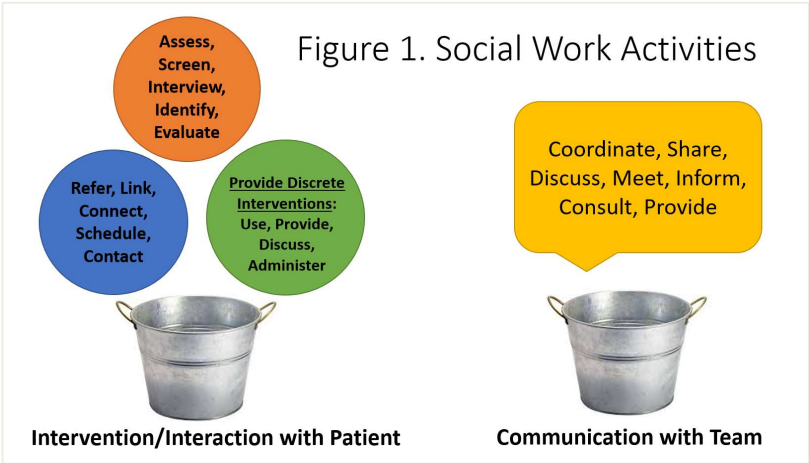 Figure 1. Social Work Activities
Assess,
Screen,
Interview,
Identify,
Evaluate
Refer, Link,
Connect,
Schedule,
Contact
Provide Discrete
Interventions:
Use, Provide,
Discuss,
Administer
Coordinate, Share,
Discuss, Meet, Inform,
Consult, Provide
Intervention/Interaction with Patient
Communication with Team